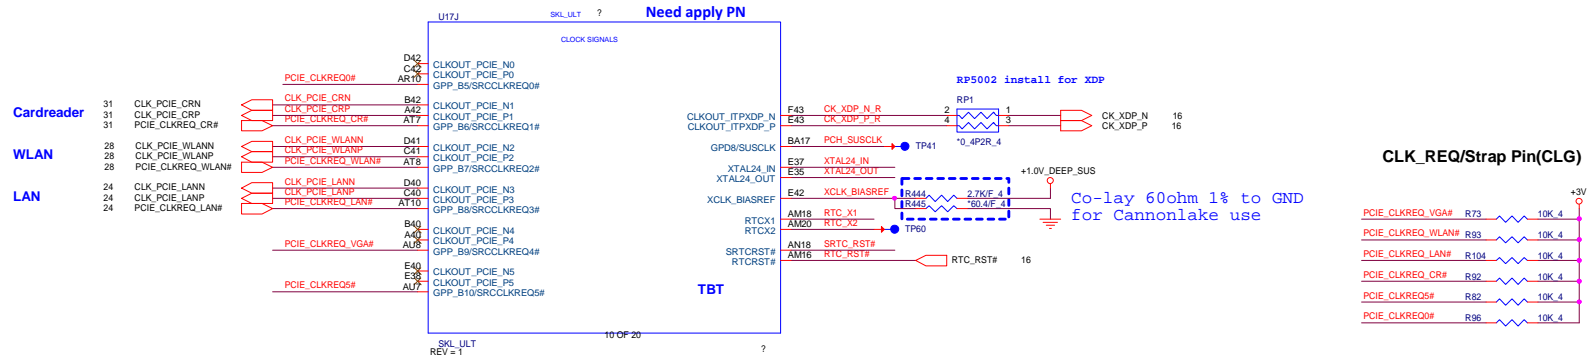 U17J
SKL_ULT
?
Need apply PN
CLOCK SIGNALS
D42
CLKOUT_PCIE_N0
C42
CLKOUT_PCIE_P0
PCIE_CLKREQ0#
AR10
GPP_B5/SRCCLKREQ0#
Cardreader
31 CLK_PCIE_CRN
CLK_PCIE_CRN
B42
CLKOUT_PCIE_N1
31 CLK_PCIE_CRP
CLK_PCIE_CRP
A42
CLKOUT_PCIE_P1
31 PCIE_CLKREQ_CR#
PCIE_CLKREQ_CR#
AT7
GPP_B6/SRCCLKREQ1#
WLAN
28 CLK_PCIE_WLANN
CLK_PCIE_WLANN
D41
CLKOUT_PCIE_N2
28 CLK_PCIE_WLANP
CLK_PCIE_WLANP
C41
CLKOUT_PCIE_P2
28 PCIE_CLKREQ_WLAN#
PCIE_CLKREQ_WLAN#
AT8
GPP_B7/SRCCLKREQ2#
LAN
24 CLK_PCIE_LANN
CLK_PCIE_LANN
D40
CLKOUT_PCIE_N3
24 CLK_PCIE_LANP
CLK_PCIE_LANP
C40
CLKOUT_PCIE_P3
24 PCIE_CLKREQ_LAN#
PCIE_CLKREQ_LAN#
AT10
GPP_B8/SRCCLKREQ3#
B40
CLKOUT_PCIE_N4
A40
CLKOUT_PCIE_P4
PCIE_CLKREQ_VGA#
AU8
GPP_B9/SRCCLKREQ4#
E40
CLKOUT_PCIE_N5
E38
CLKOUT_PCIE_P5
PCIE_CLKREQ5#
AU7
GPP_B10/SRCCLKREQ5#
RP5002 install for XDP
RP1
CLKOUT_ITPXDP_N
F43
CK_XDP_N_R
2
1
CK_XDP_N 16
CLKOUT_ITPXDP_P
E43
CK_XDP_P_R
4
3
CK_XDP_P 16
*0_4P2R_4
GPD8/SUSCLK
BA17
PCH_SUSCLK
TP41
XTAL24_IN
E37
XTAL24_IN
XTAL24_OUT
E35
XTAL24_OUT
+1.0V_DEEP_SUS
XCLK_BIASREF
E42
XCLK_BIASREF
R444
2.7K/F_4
R445
*60.4/F_4
Co-lay 60ohm 1% to GND
for Cannonlake use
RTCX1
AM18
RTC_X1
RTCX2
AM20
RTC_X2
TP60
SRTCRST#
AN18
SRTC_RST#
RTCRST#
AM16
RTC_RST#
RTC_RST# 16
TBT
10 OF 20
SKL_ULT
REV = 1
?
CLK_REQ/Strap Pin(CLG)
+3V
PCIE_CLKREQ_VGA# R73 10K_4
PCIE_CLKREQ_WLAN# R93 10K_4
PCIE_CLKREQ_LAN# R104 10K_4
PCIE_CLKREQ_CR# R92 10K_4
PCIE_CLKREQ5# R82 10K_4
PCIE_CLKREQ0# R96 10K_4